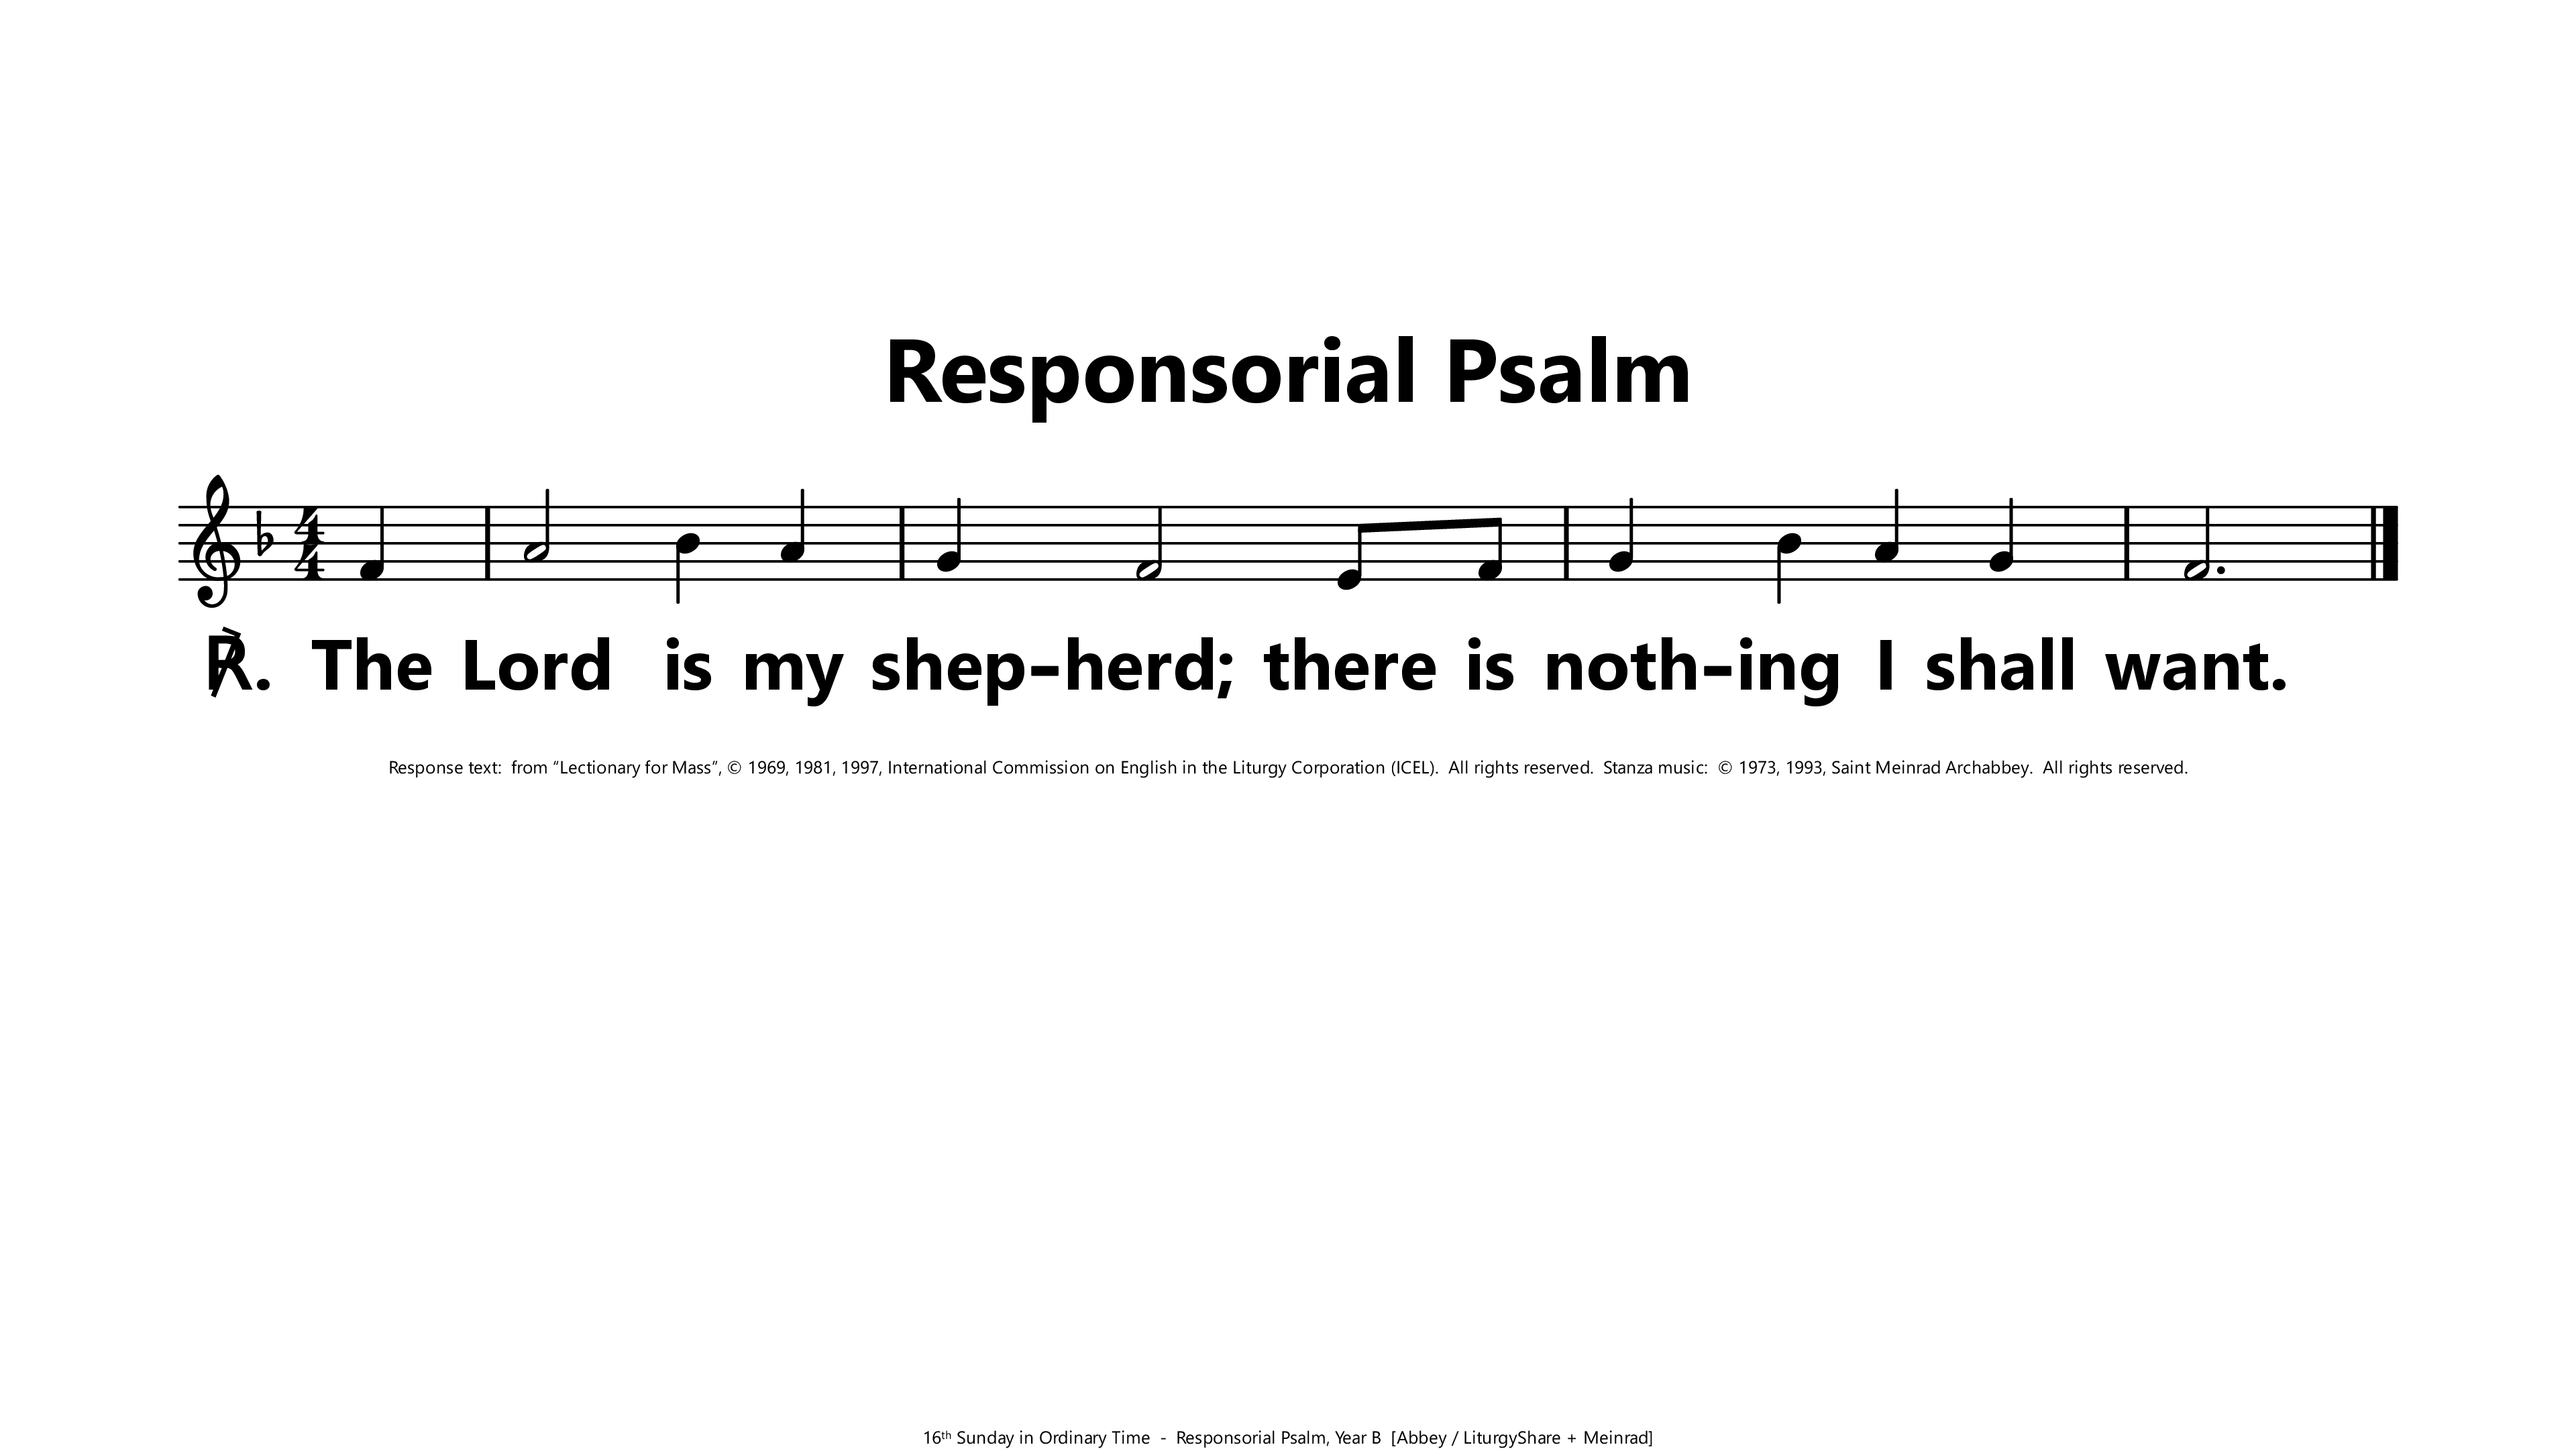 Responsorial Psalm
4
4
℟. The Lord is my shep-herd; there is noth-ing I shall want.
Response text: from “Lectionary for Mass”, © 1969, 1981, 1997, International Commission on English in the Liturgy Corporation (ICEL). All rights reserved. Stanza music: © 1973, 1993, Saint Meinrad Archabbey. All rights reserved.
16th Sunday in Ordinary Time - Responsorial Psalm, Year B [Abbey / LiturgyShare + Meinrad]